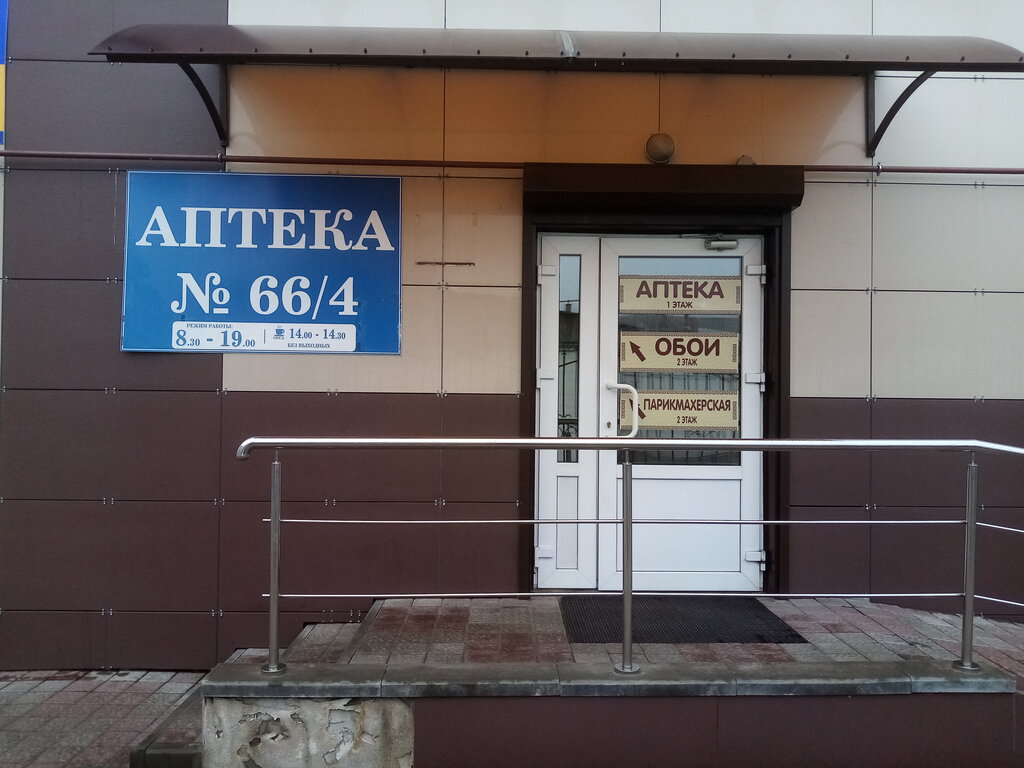 АПТЕКА
№ 66/4
РЕЖИМ РАБОТЫ:
8.30 - 19.00
14.00 - 14.30
БЕЗ ВЫХОДНЫХ
АПТЕКА
1 ЭТАЖ
ОБОИ
2 ЭТАЖ
ПАРИКМАХЕРСКАЯ
2 ЭТАЖ